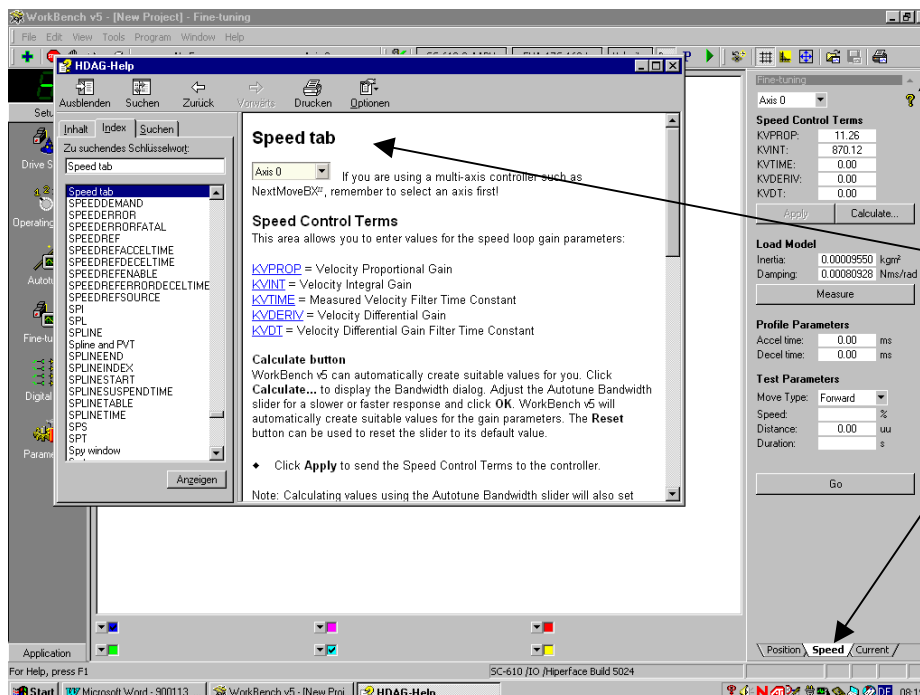 WorkBench v5 - [New Project] - Fine-tuning
File Edit View Tools Program Window Help
HDAG-Help
Ausblenden Suchen Zurück Vorwärts Drucken Optionen
Inhalt Index Suchen
Zu suchendes Schlüsselwort:
Speed tab
Speed tab
SPEEDDEMAND
SPEEDERROR
SPEEDERRORFATAL
SPEEDREF
SPEEDREFACCELTIME
SPEEDREFDECELTIME
SPEEDREFENABLE
SPEEDREFERRORDECELTIME
SPEEDREFSOURCE
SPI
SPL
SPLINE
Spline and PVT
SPLINEEND
SPLINEINDEX
SPLINESTART
SPLINESUSPENDTIME
SPLINETABLE
SPLINETIME
SPS
SPT
Spy window
Anzeigen
Speed tab
Axis 0 If you are using a multi-axis controller such as
NextMoveBX², remember to select an axis first!
Speed Control Terms
This area allows you to enter values for the speed loop gain parameters:
KVPROP = Velocity Proportional Gain
KVINT = Velocity Integral Gain
KVTIME = Measured Velocity Filter Time Constant
KVDERIV = Velocity Differential Gain
KVDT = Velocity Differential Gain Filter Time Constant
Calculate button
WorkBench v5 can automatically create suitable values for you. Click
Calculate... to display the Bandwidth dialog. Adjust the Autotune Bandwidth
slider for a slower or faster response and click OK. WorkBench v5 will
automatically create suitable values for the gain parameters. The Reset
button can be used to reset the slider to its default value.
◆ Click Apply to send the Speed Control Terms to the controller.
Note: Calculating values using the Autotune Bandwidth slider will also set
Setu
Drive S
Operating
Autotu
Fine-tu
Digital
Parame
Application
Fine-tuning
Axis 0
Speed Control Terms
KVPROP: 11.26
KVINT: 870.12
KVTIME: 0.00
KVDERIV: 0.00
KVDT: 0.00
Apply Calculate...
Load Model
Inertia: 0.00009550 kgm²
Damping: 0.00080928 Nms/rad
Measure
Profile Parameters
Accel time: 0.00 ms
Decel time: 0.00 ms
Test Parameters
Move Type: Forward
Speed: %
Distance: 0.00 uu
Duration: s
Go
Position Speed Current
For Help, press F1
SC-610 /IO /Hiperface Build 5024
Start Microsoft Word - 900113 WorkBench v5 - [New Proj HDAG-Help DE